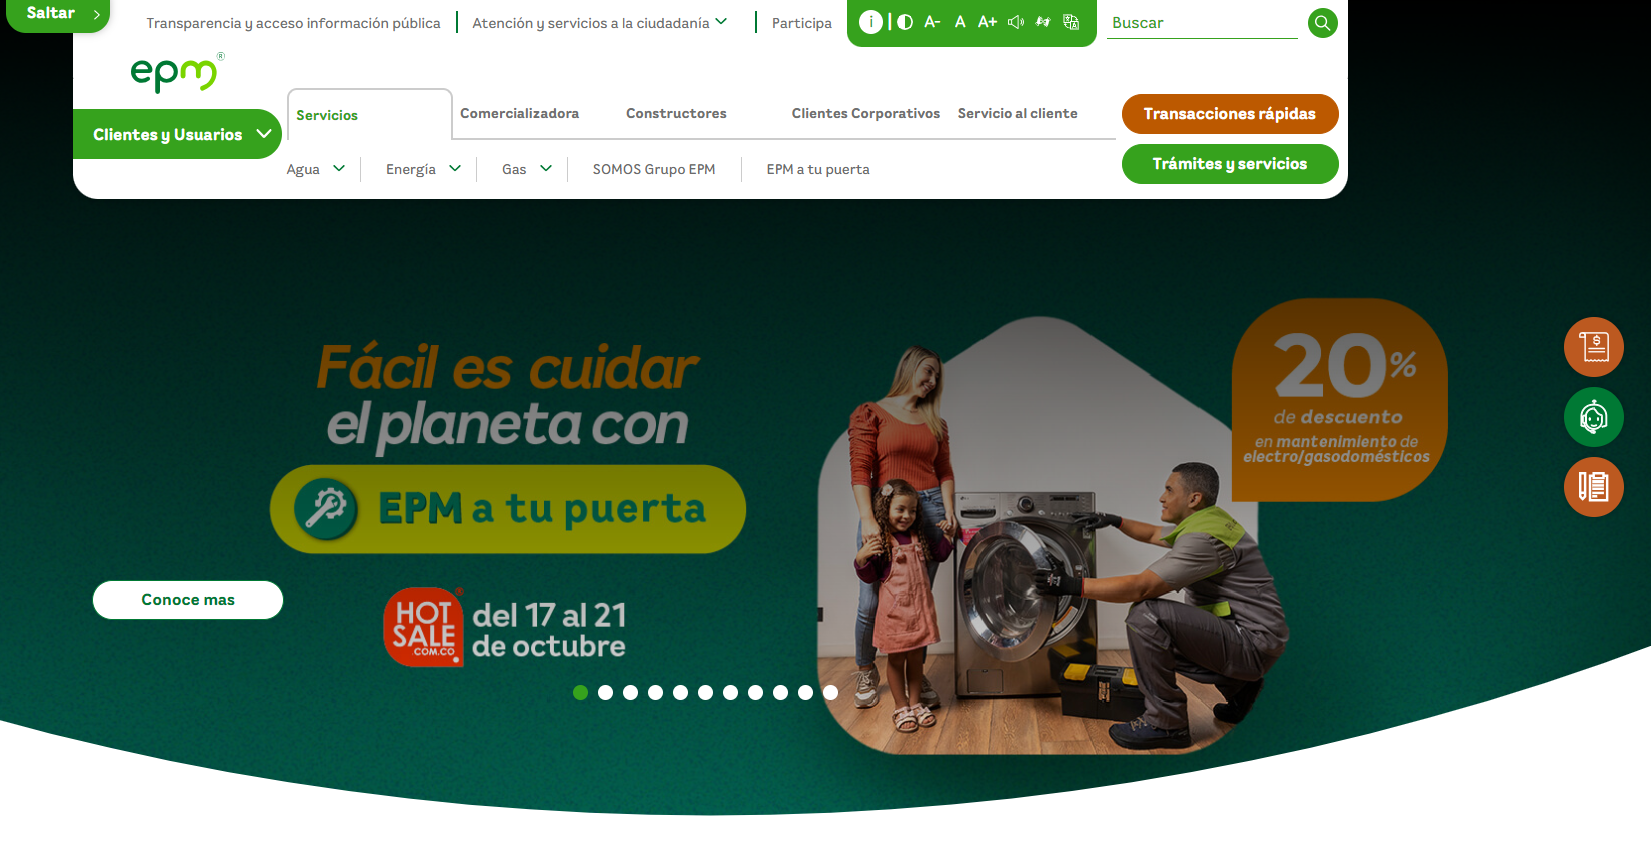 Saltar
Transparencia y acceso información pública
Atención y servicios a la ciudadanía
Participa
i
A-
A
A+
Buscar
epm®
Clientes y Usuarios
Servicios
Comercializadora
Constructores
Clientes Corporativos
Servicio al cliente
Transacciones rápidas
Agua
Energía
Gas
SOMOS Grupo EPM
EPM a tu puerta
Trámites y servicios
Fácil es cuidar
el planeta con
EPM a tu puerta
20%
de descuento
en mantenimiento de
electro/gasodomésticos
Conoce mas
HOT
SALE
.COM.CO
del 17 al 21
de octubre